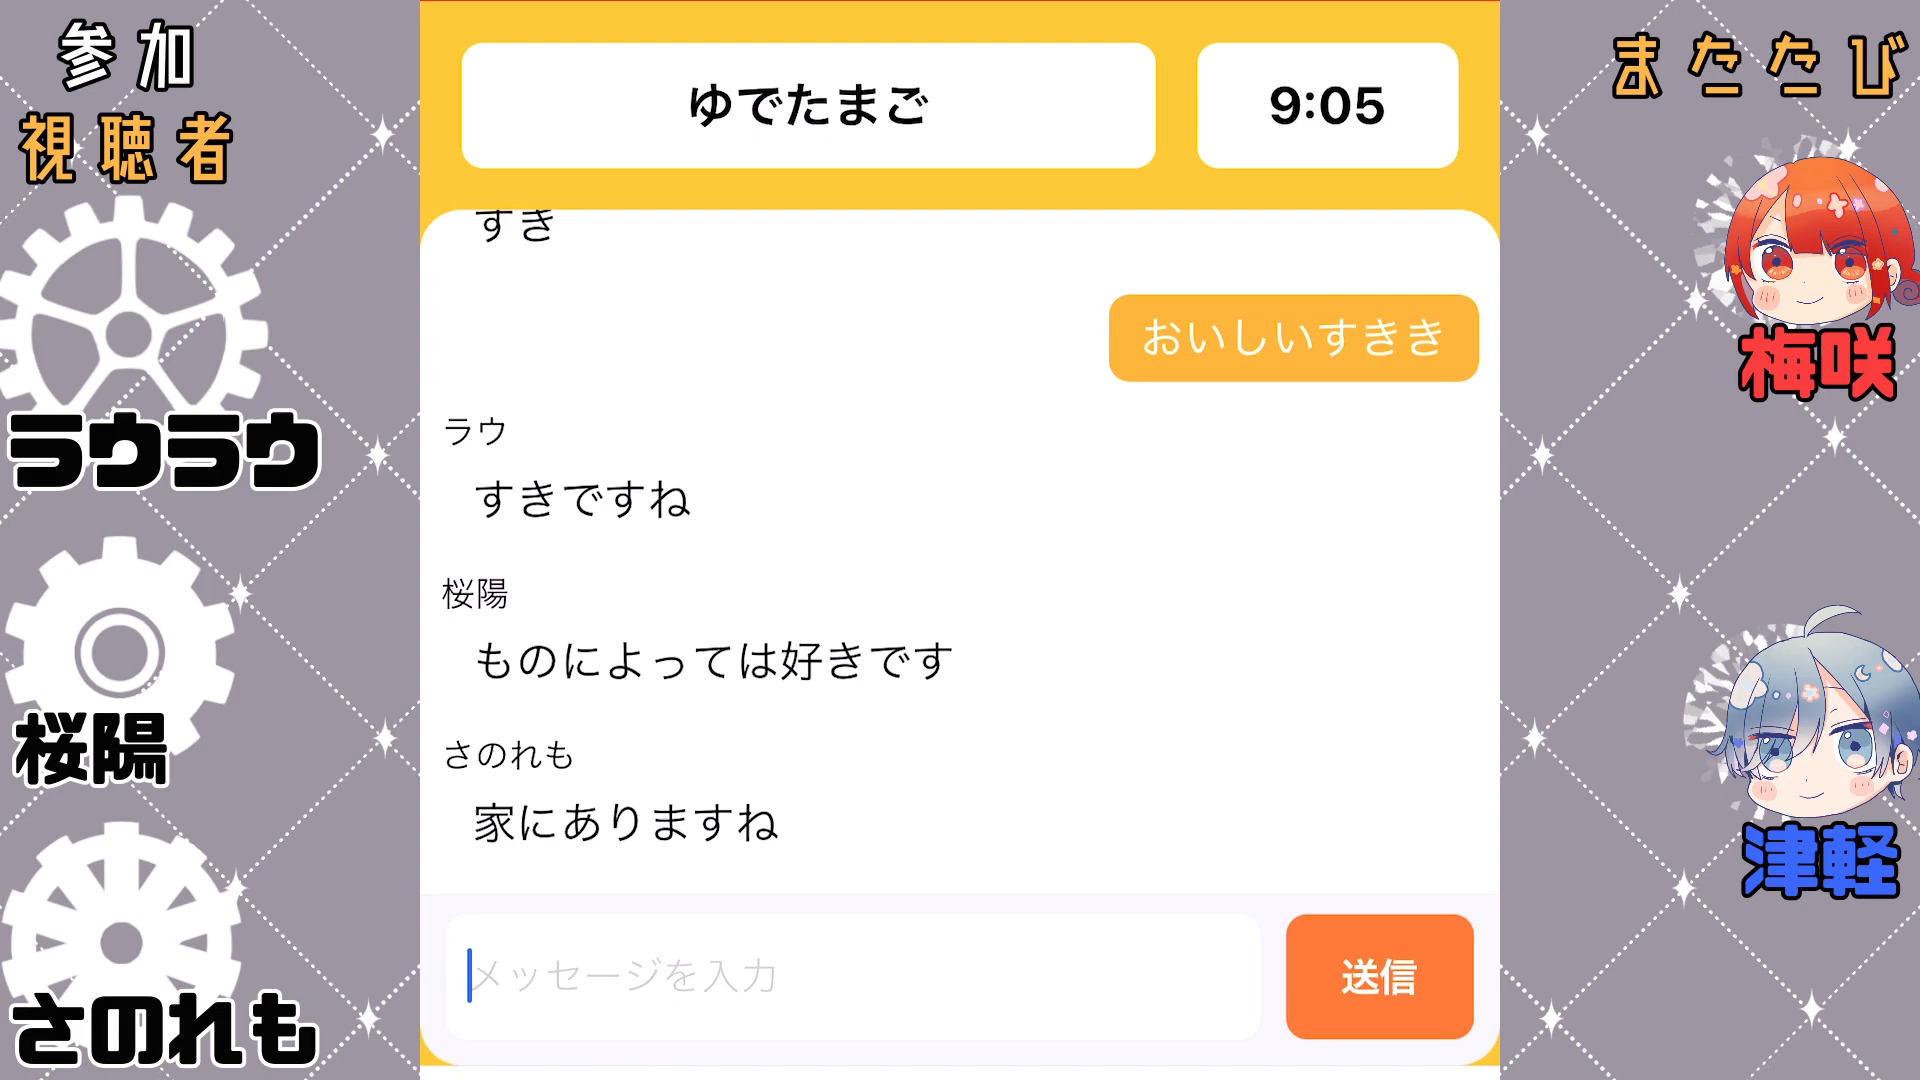 参加
視聴者
ラウラウ
桜陽
さのれも
ゆでたまご
9:05
すき
おいしいすきき
ラウ
すきですね
桜陽
ものによっては好きです
さのれも
家にありますね
メッセージを入力
送信
またたび
梅咲
津軽